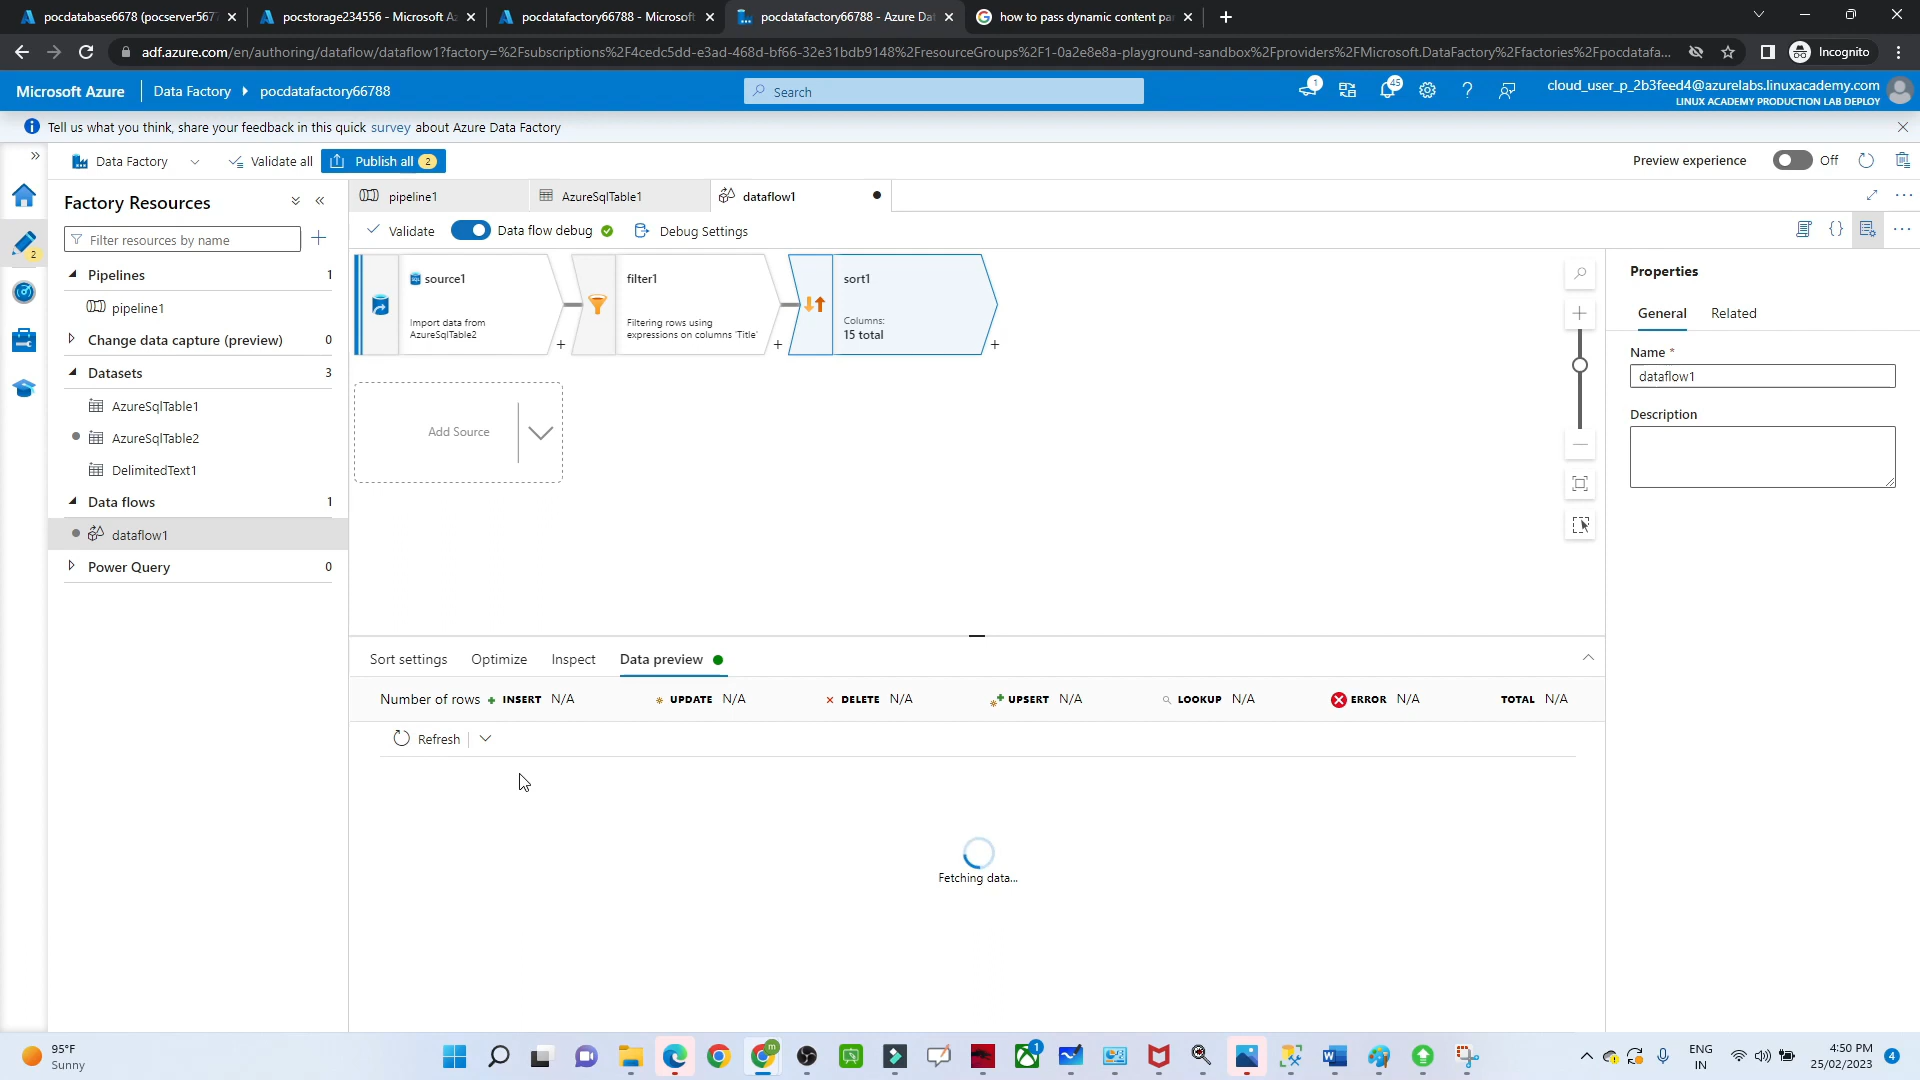 pocdatabase6678 (pocserver567
pocstorage234556 - Microsoft Az
pocdatafactory66788 - Microsoft
pocdatafactory66788 - Azure Dat
how to pass dynamic content pa
adf.azure.com/en/authoring/dataflow/dataflow1?factory=%2Fsubscriptions%2F4cedc5dd-e3ad-468d-bf66-32e31bdb9148%2FresourceGroups%2F1-0a2e8e8a-playground-sandbox%2Fproviders%2FMicrosoft.DataFactory%2Ffactories%2Fpocdatafa...
Incognito
Microsoft Azure
Data Factory
pocdatafactory66788
Search
1
45
cloud_user_p_2b3feed4@azurelabs.linuxacademy.com
LINUX ACADEMY PRODUCTION LAB DEPLOY
Tell us what you think, share your feedback in this quick survey about Azure Data Factory
Data Factory
Validate all
Publish all 2
Preview experience
Off
2
Factory Resources
Filter resources by name
Pipelines 1
pipeline1
Change data capture (preview) 0
Datasets 3
AzureSqlTable1
AzureSqlTable2
DelimitedText1
Data flows 1
dataflow1
Power Query 0
pipeline1
AzureSqlTable1
dataflow1
Validate
Data flow debug
Debug Settings
source1
Import data from
AzureSqlTable2
filter1
Filtering rows using
expressions on columns 'Title'
sort1
Columns:
15 total
Add Source
Properties
General
Related
Name *
dataflow1
Description
Sort settings
Optimize
Inspect
Data preview
Number of rows
INSERT N/A
UPDATE N/A
DELETE N/A
UPSERT N/A
LOOKUP N/A
ERROR N/A
TOTAL N/A
Refresh
Fetching data...
95°F
Sunny
m
1
ENG
IN
4:50 PM
25/02/2023
4